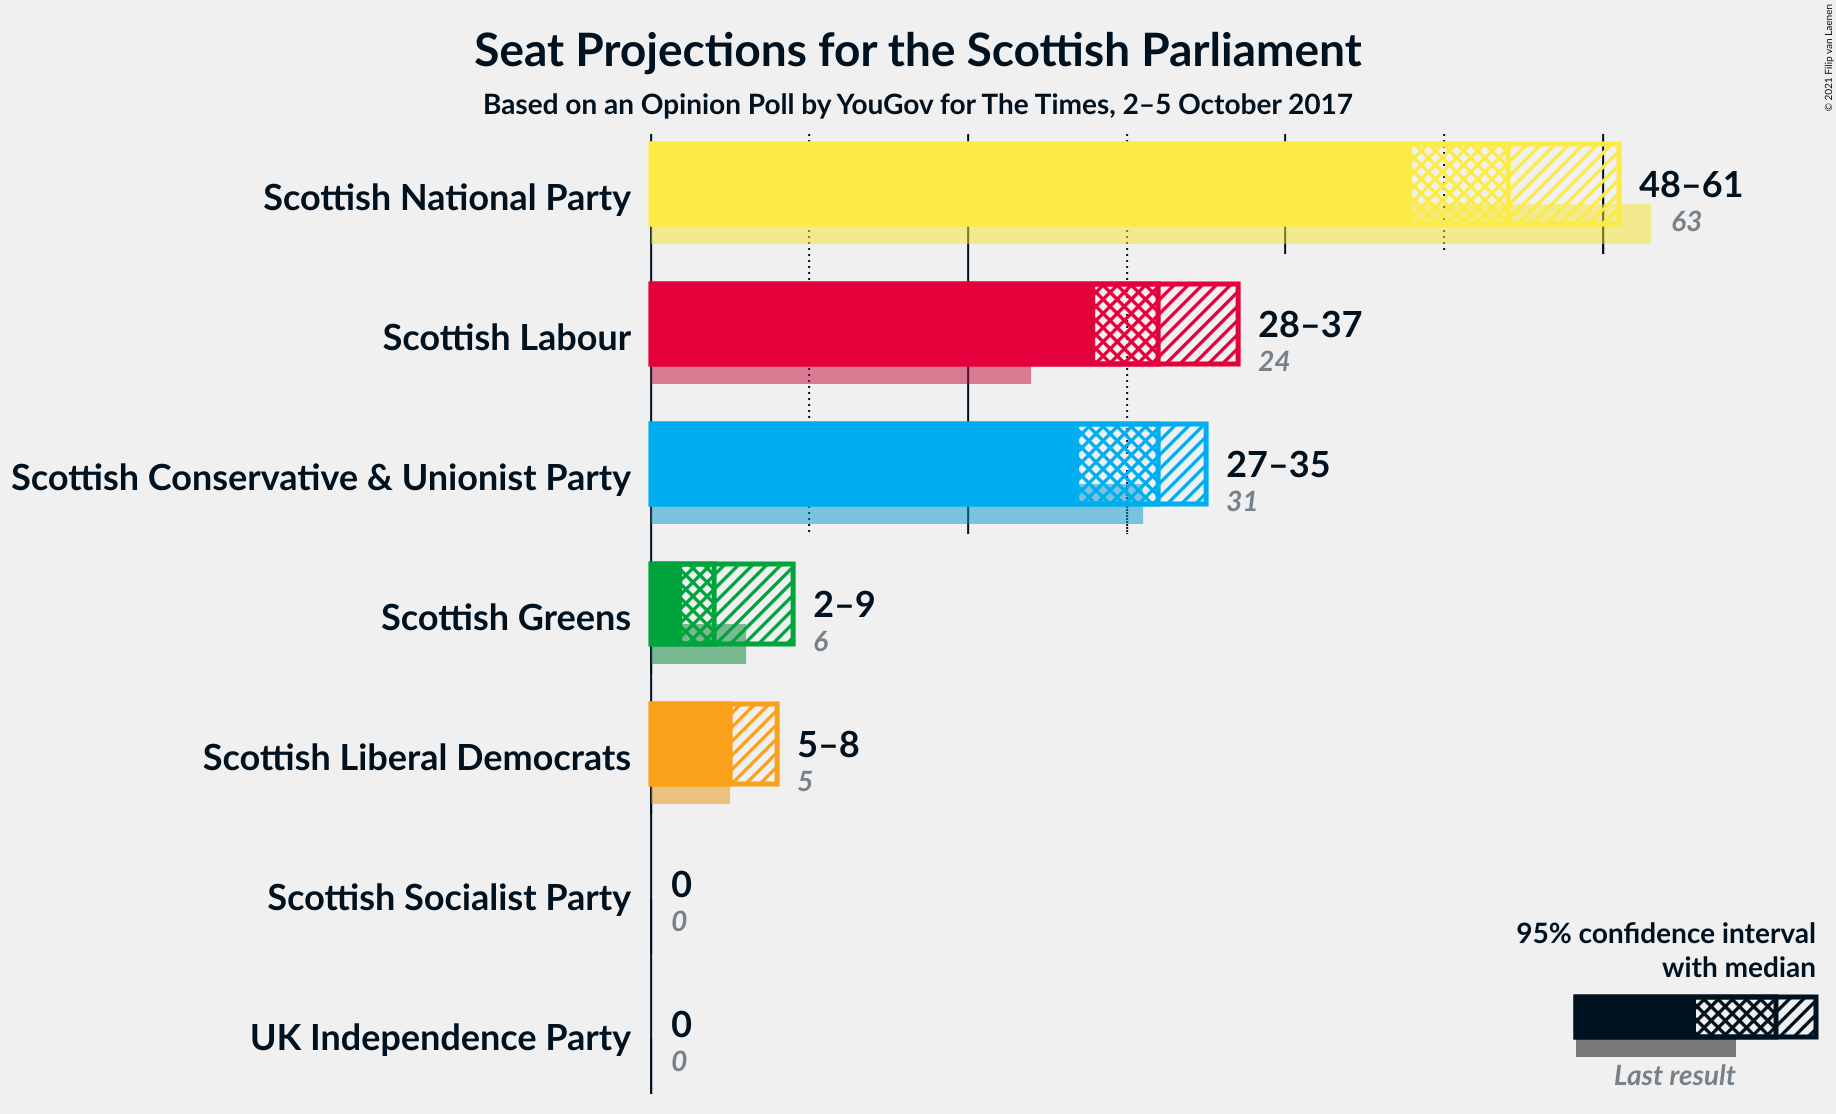 Seat Projections for the Scottish Parliament
Based on an Opinion Poll by YouGov for The Times, 2–5 October 2017
© 2021 Filip van Laenen
Scottish National Party
48–61
63
Scottish Labour
28–37
24
Scottish Conservative & Unionist Party
27–35
31
Scottish Greens
2–9
6
Scottish Liberal Democrats
5–8
5
Scottish Socialist Party
0
0
UK Independence Party
0
0
95% confidence interval
with median
Last result